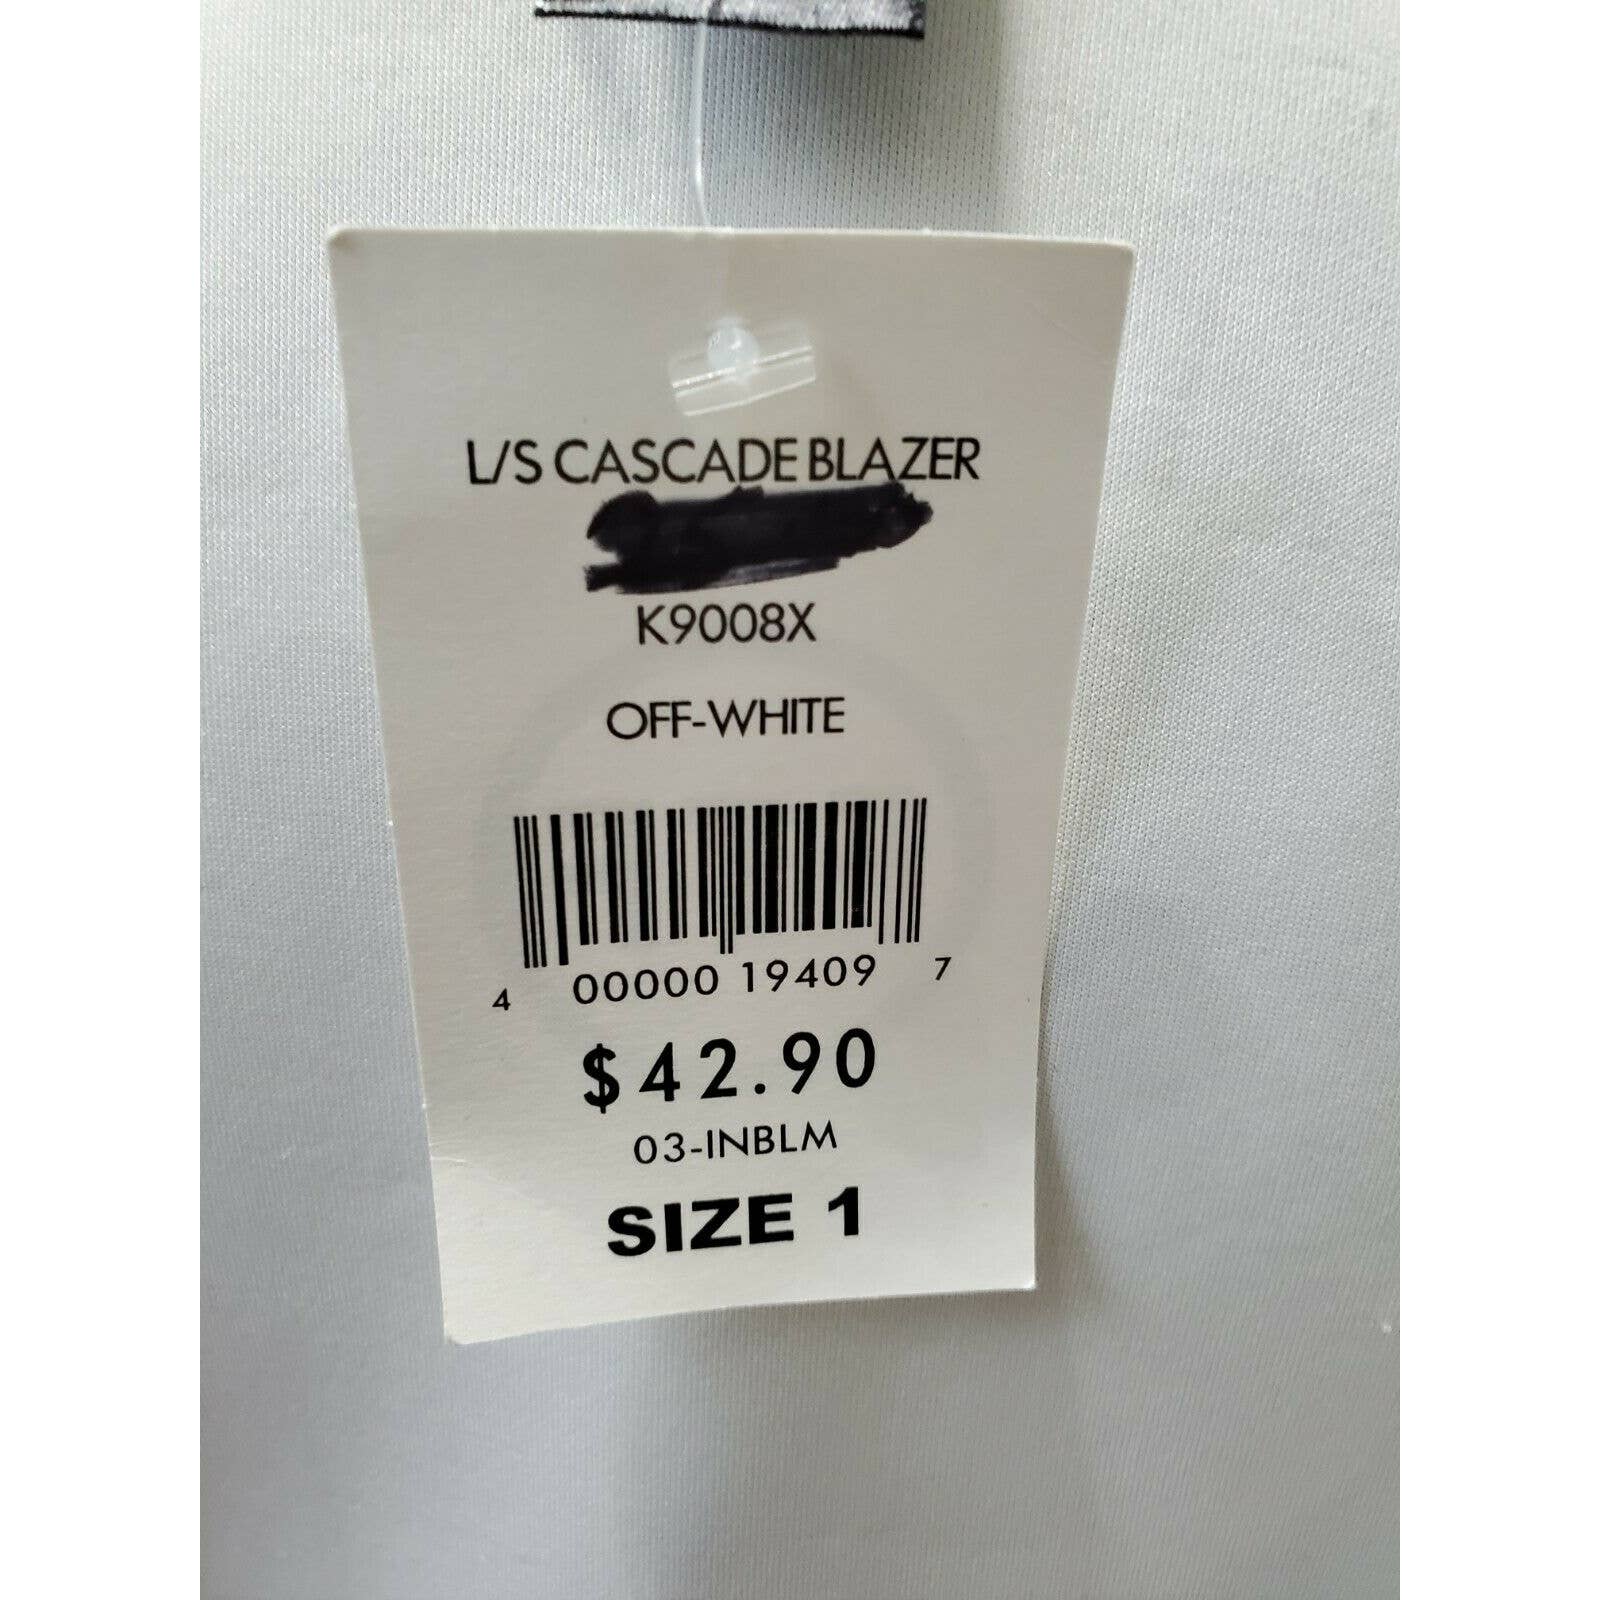 L/S CASCADE BLAZER
K9008X
OFF-WHITE
4 00000 19409 7
$42.90
03-INBLM
SIZE 1